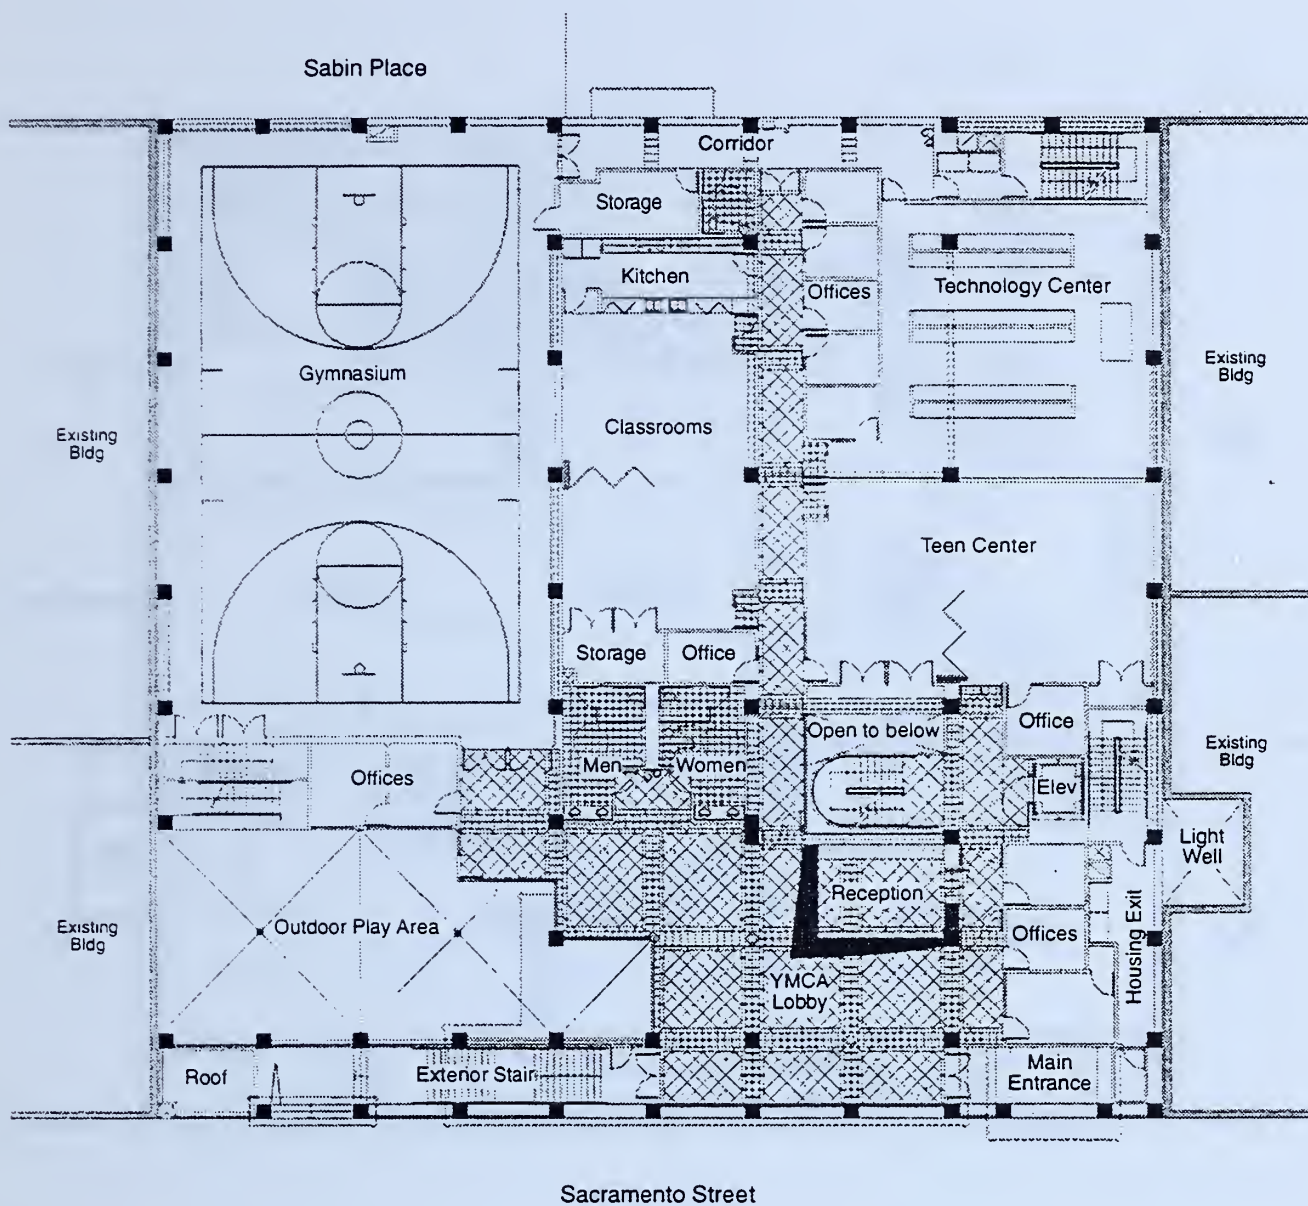 Sabin Place
Corridor
Storage
Kitchen
Offices
Technology Center
Gymnasium
Existing
Bldg
Classrooms
Existing
Bldg
Teen Center
Storage
Office
Office
Open to below
Existing
Bldg
Offices
Men
Women
Elev
Light
Well
Reception
Existing
Bldg
Outdoor Play Area
Offices
Housing Exit
YMCA
Lobby
Roof
Exterior Stair
Main
Entrance
Sacramento Street